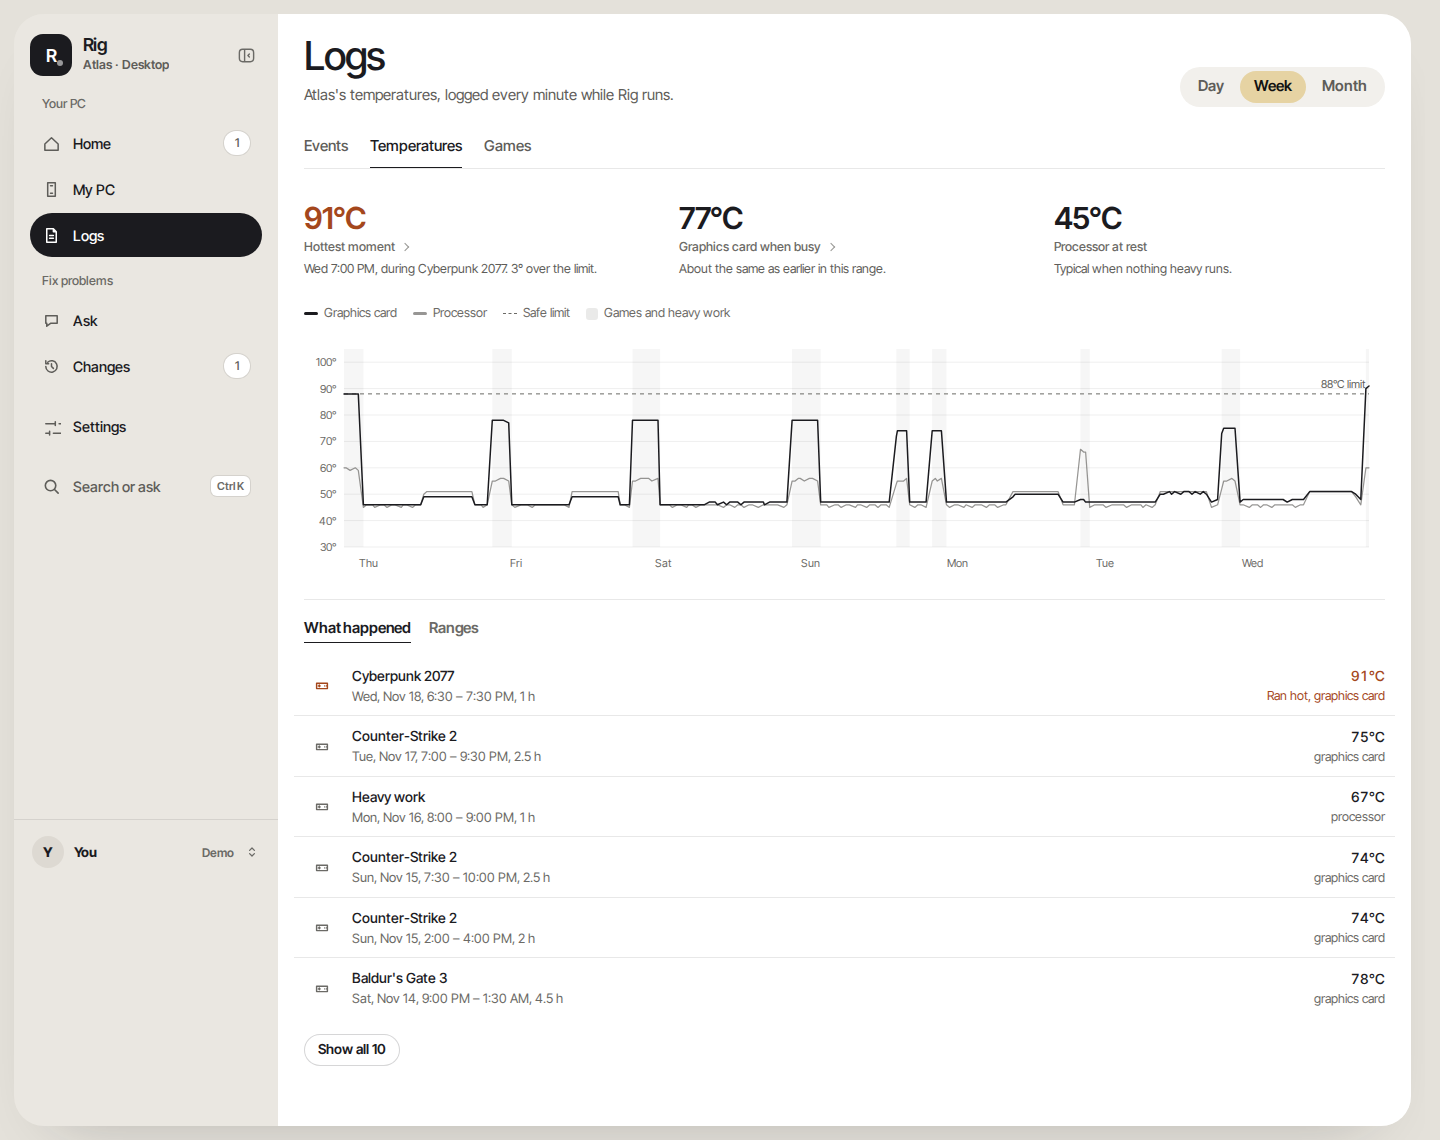 R
Rig
Atlas · Desktop
Your PC
Home
1
My PC
Logs
Fix problems
Ask
Changes
1
Settings
Search or ask
Ctrl K
Y
You
Demo
Logs
Atlas's temperatures, logged every minute while Rig runs.
Day
Week
Month
Events
Temperatures
Games
91°C
Hottest moment
Wed 7:00 PM, during Cyberpunk 2077. 3° over the limit.
77°C
Graphics card when busy
About the same as earlier in this range.
45°C
Processor at rest
Typical when nothing heavy runs.
Graphics card
Processor
Safe limit
Games and heavy work
100°
90°
80°
70°
60°
50°
40°
30°
88°C limit
Thu
Fri
Sat
Sun
Mon
Tue
Wed
What happened
Ranges
Cyberpunk 2077
Wed, Nov 18, 6:30 – 7:30 PM, 1 h
91°C
Ran hot, graphics card
Counter-Strike 2
Tue, Nov 17, 7:00 – 9:30 PM, 2.5 h
75°C
graphics card
Heavy work
Mon, Nov 16, 8:00 – 9:00 PM, 1 h
67°C
processor
Counter-Strike 2
Sun, Nov 15, 7:30 – 10:00 PM, 2.5 h
74°C
graphics card
Counter-Strike 2
Sun, Nov 15, 2:00 – 4:00 PM, 2 h
74°C
graphics card
Baldur's Gate 3
Sat, Nov 14, 9:00 PM – 1:30 AM, 4.5 h
78°C
graphics card
Show all 10